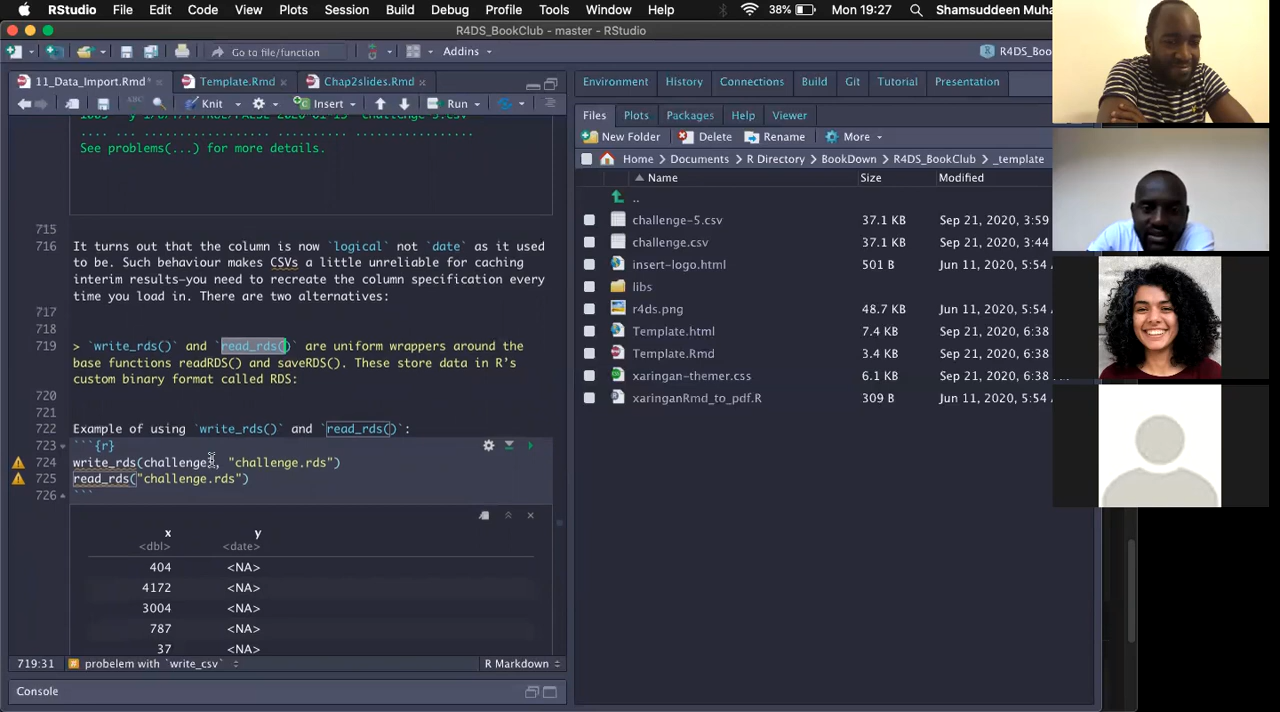 RStudio File Edit Code View Plots Session Build Debug Profile Tools Window Help 38% Mon 19:27 Shamsuddeen Muha
R4DS_BookClub - master - RStudio
Go to file/function Addins R4DS_Boo
11_Data_Import.Rmd* Template.Rmd Chap2slides.Rmd
ABC Knit Insert Run
See problems(...) for more details.
715
716 It turns out that the column is now `logical` not `date` as it used
to be. Such behaviour makes CSVs a little unreliable for caching
interim results—you need to recreate the column specification every
time you load in. There are two alternatives:
717
718
719 > `write_rds()` and `read_rds()` are uniform wrappers around the
base functions readRDS() and saveRDS(). These store data in R's
custom binary format called RDS:
720
721
722 Example of using `write_rds()` and `read_rds()`:
723 ```{r}
724 write_rds(challenge, "challenge.rds")
725 read_rds("challenge.rds")
726 ```
x y
<dbl> <date>
404 <NA>
4172 <NA>
3004 <NA>
787 <NA>
37 <NA>
719:31 probelem with `write_csv` R Markdown
Console
Environment History Connections Build Git Tutorial Presentation
Files Plots Packages Help Viewer
New Folder Delete Rename More
Home Documents R Directory BookDown R4DS_BookClub _template
Name Size Modified
..
challenge-5.csv 37.1 KB Sep 21, 2020, 3:59
challenge.csv 37.1 KB Sep 21, 2020, 3:44
insert-logo.html 501 B Jun 11, 2020, 5:54
libs
r4ds.png 48.7 KB Jun 11, 2020, 5:54
Template.html 7.4 KB Sep 21, 2020, 6:38
Template.Rmd 3.4 KB Sep 21, 2020, 6:38
xaringan-themer.css 6.1 KB Sep 21, 2020, 6:38
xaringanRmd_to_pdf.R 309 B Jun 11, 2020, 5:54